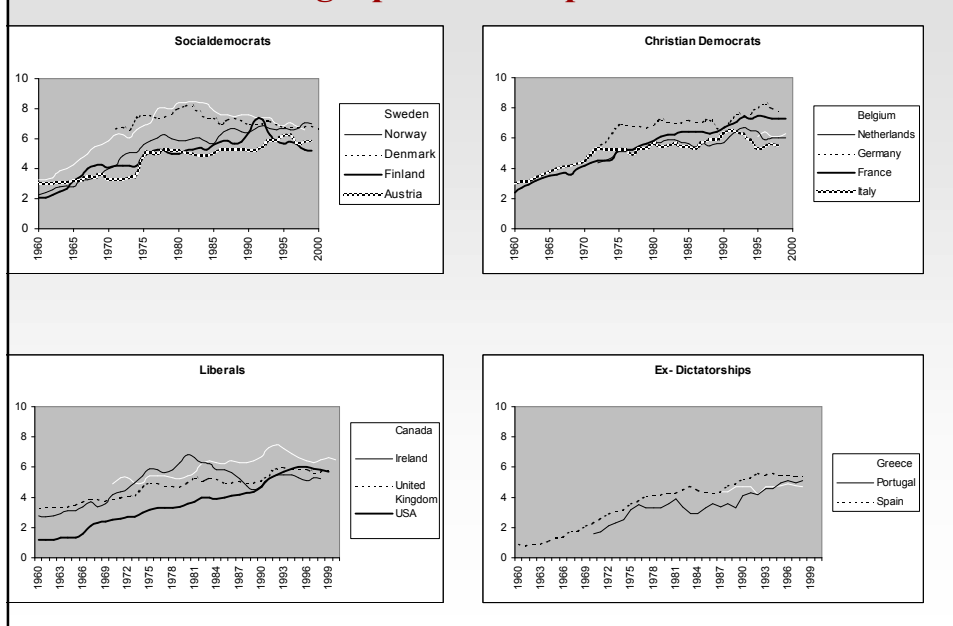 Socialdemocrats
10
8
6
4
2
0
1960 1965 1970 1975 1980 1985 1990 1995 2000
Sweden
Norway
Denmark
Finland
Austria
Christian Democrats
10
8
6
4
2
0
1960 1965 1970 1975 1980 1985 1990 1995 2000
Belgium
Netherlands
Germany
France
Italy
Liberals
10
8
6
4
2
0
1960 1963 1966 1969 1972 1975 1978 1981 1984 1987 1990 1993 1996 1999
Canada
Ireland
United
Kingdom
USA
Ex- Dictatorships
10
8
6
4
2
0
1960 1963 1966 1969 1972 1975 1978 1981 1984 1987 1990 1993 1996 1999
Greece
Portugal
Spain